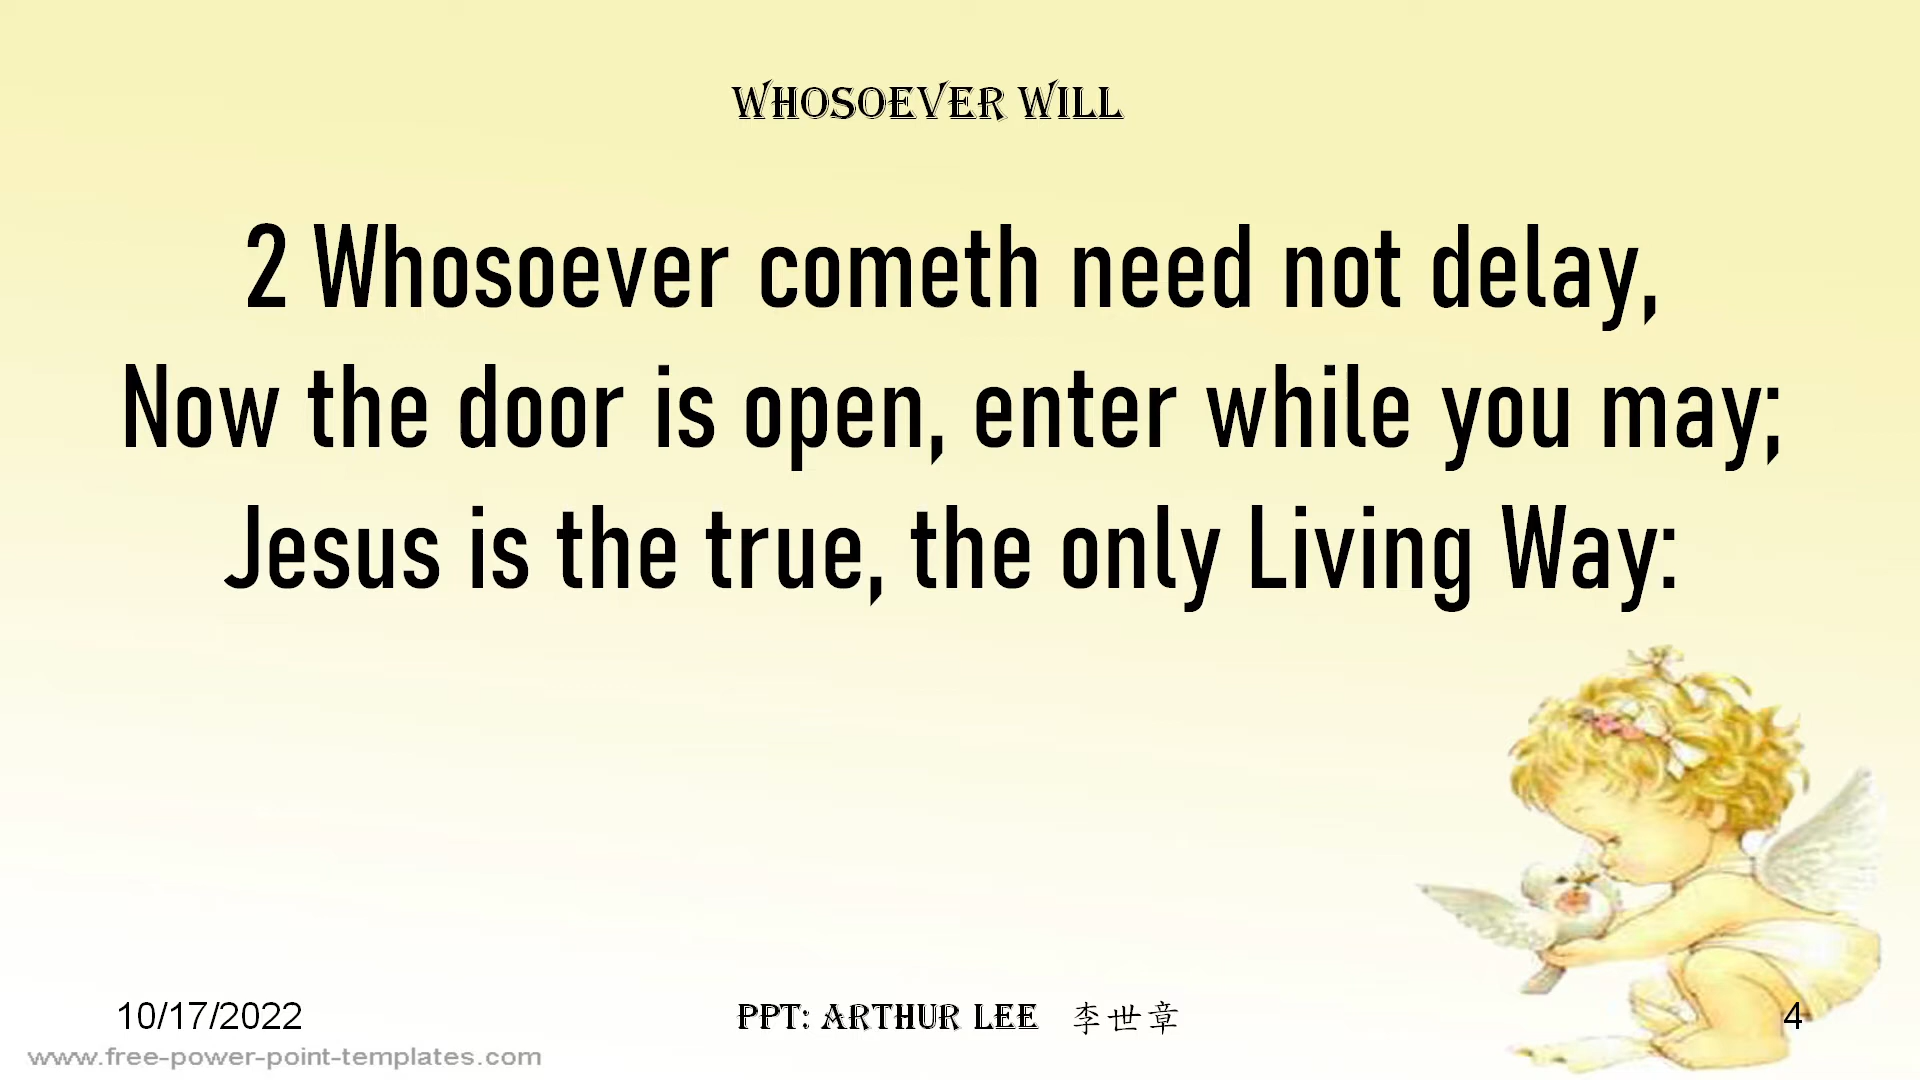 WHOSOEVER WILL
2 Whosoever cometh need not delay,
Now the door is open, enter while you may;
Jesus is the true, the only Living Way:
10/17/2022
PPT: ARTHUR LEE 李世章
4
www.free-power-point-templates.com